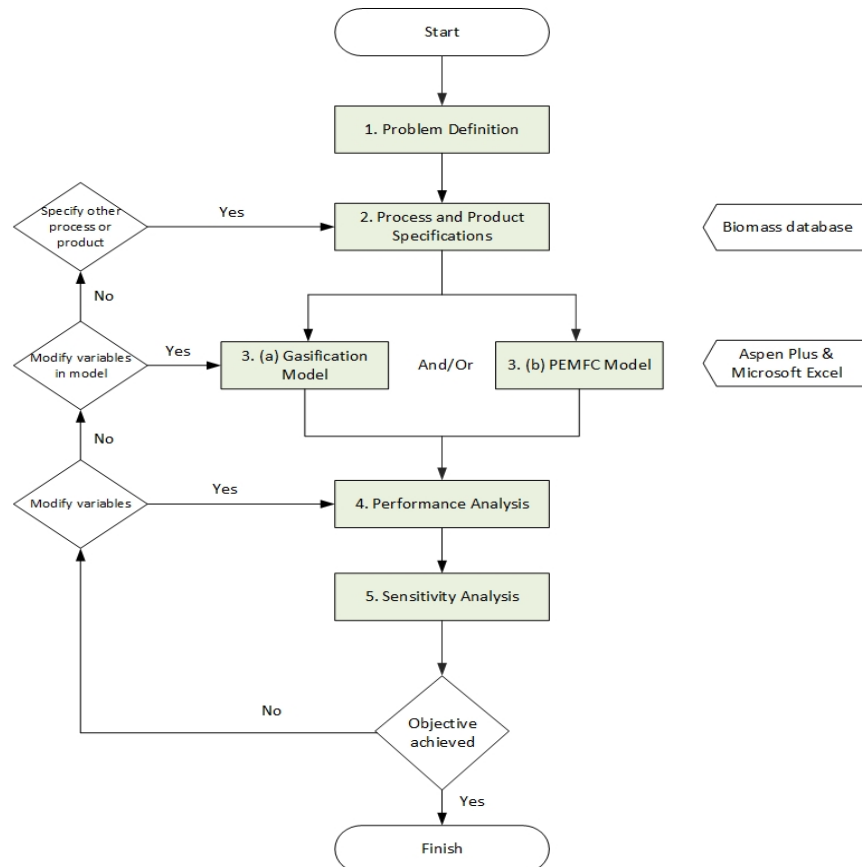 Start
1. Problem Definition
Specify other
process or
product
Yes
2. Process and Product
Specifications
Biomass database
No
Modify variables
in model
Yes
3. (a) Gasification
Model
And/Or
3. (b) PEMFC Model
Aspen Plus &
Microsoft Excel
No
Modify variables
Yes
4. Performance Analysis
5. Sensitivity Analysis
No
Objective
achieved
Yes
Finish